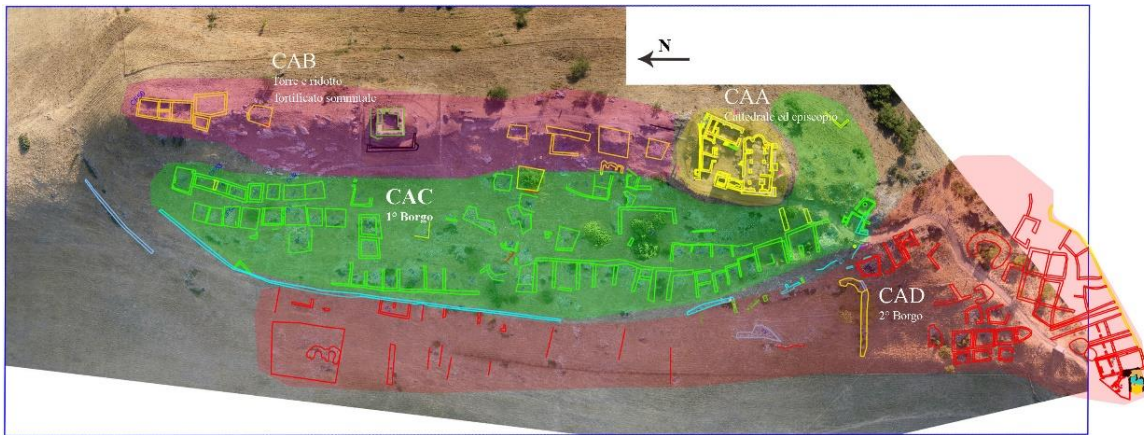 N
CAB
Torre e ridotto
fortificato sommitale
CAA
Cattedrale ed episcopio
CAC
1° Borgo
CAD
2° Borgo